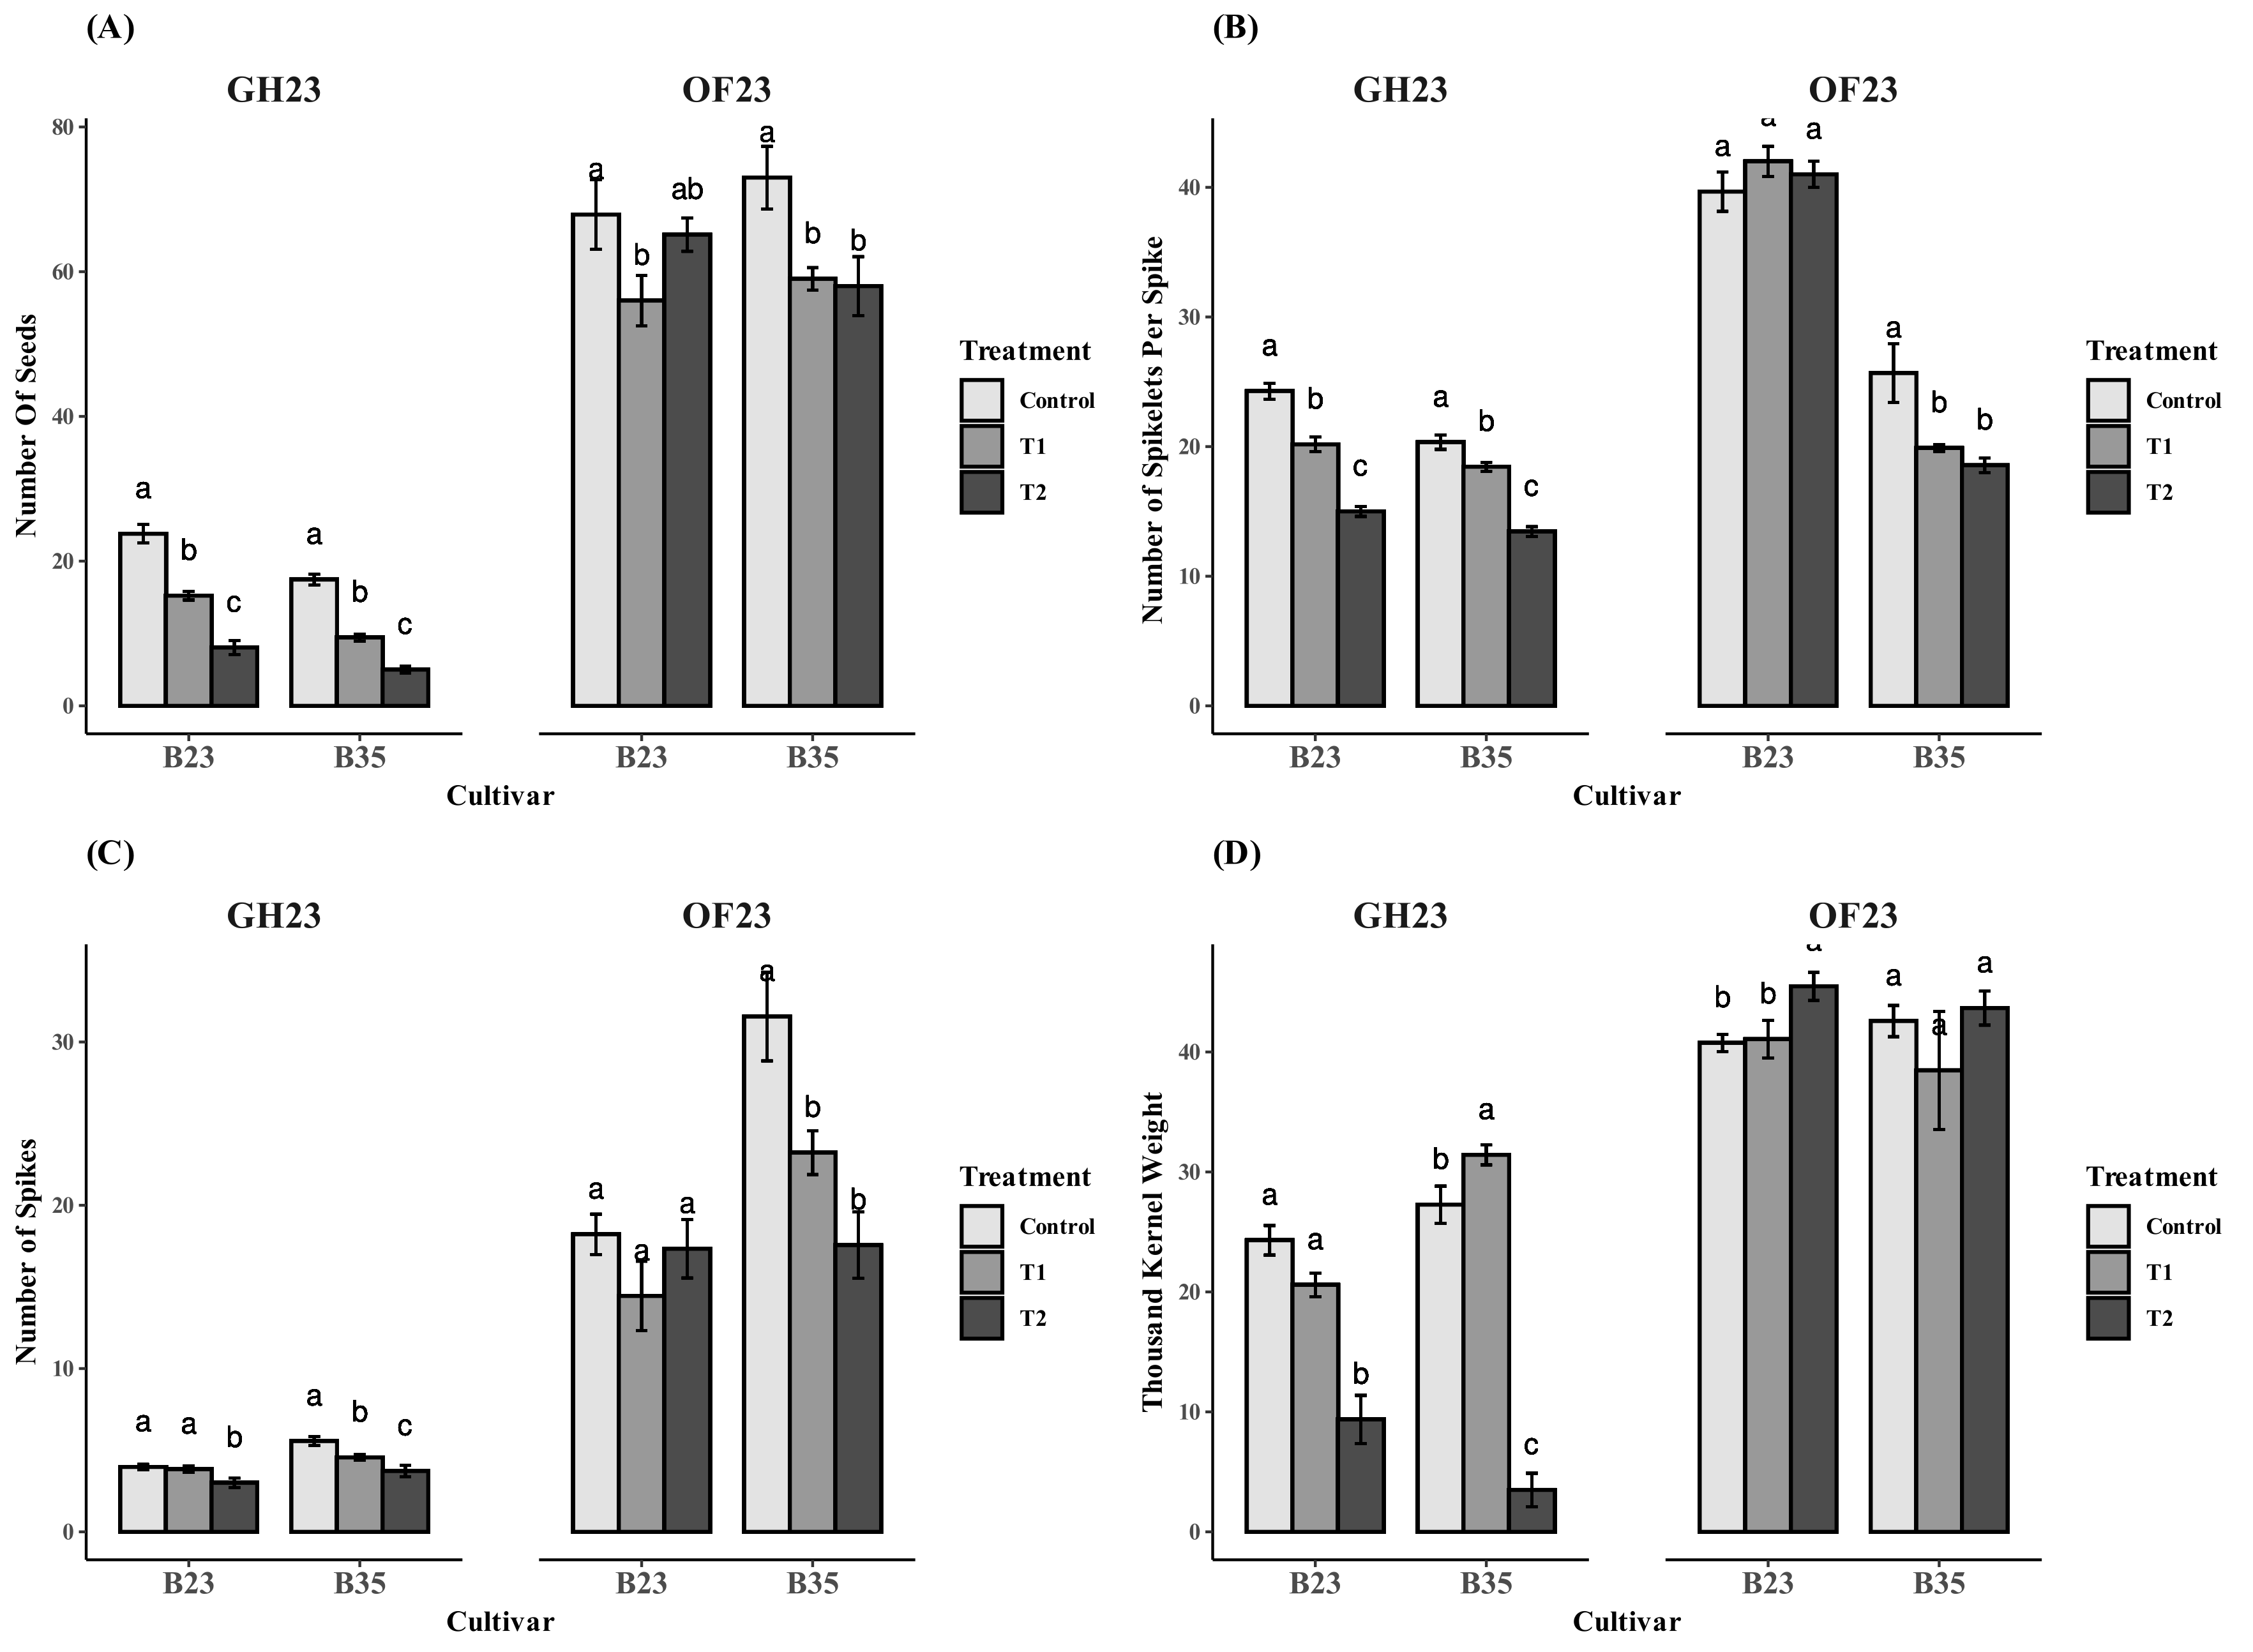 (A)
GH23 OF23
Number Of Seeds
80
60
40
20
0
a b c a b c
a b ab a b b
B23 B35 B23 B35
Cultivar
Treatment
Control
T1
T2
(B)
GH23 OF23
Number of Spikelets Per Spike
40
30
20
10
0
a b c a b c
a a a a b b
B23 B35 B23 B35
Cultivar
Treatment
Control
T1
T2
(C)
GH23 OF23
Number of Spikes
30
20
10
0
a a b a b c
a a a a b b
B23 B35 B23 B35
Cultivar
Treatment
Control
T1
T2
(D)
GH23 OF23
Thousand Kernel Weight
40
30
20
10
0
a a b b a c
b b a a a a
B23 B35 B23 B35
Cultivar
Treatment
Control
T1
T2